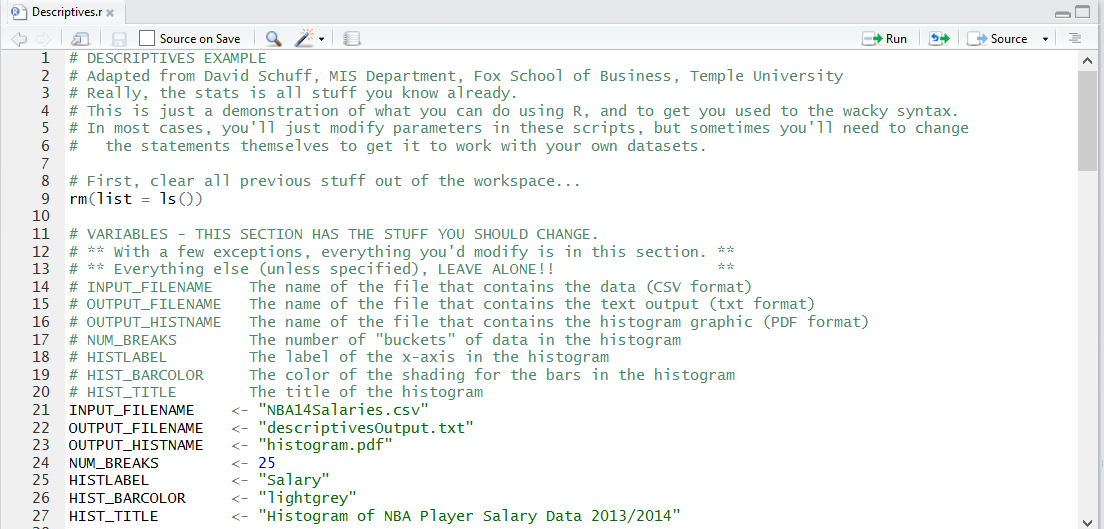 Descriptives.r
Source on Save Run Source
1 # DESCRIPTIVES EXAMPLE
2 # Adapted from David Schuff, MIS Department, Fox School of Business, Temple University
3 # Really, the stats is all stuff you know already.
4 # This is just a demonstration of what you can do using R, and to get you used to the wacky syntax.
5 # In most cases, you'll just modify parameters in these scripts, but sometimes you'll need to change
6 #   the statements themselves to get it to work with your own datasets.
7
8 # First, clear all previous stuff out of the workspace...
9 rm(list = ls())
10
11 # VARIABLES - THIS SECTION HAS THE STUFF YOU SHOULD CHANGE.
12 # ** With a few exceptions, everything you'd modify is in this section. **
13 # ** Everything else (unless specified), LEAVE ALONE!!                  **
14 # INPUT_FILENAME    The name of the file that contains the data (CSV format)
15 # OUTPUT_FILENAME   The name of the file that contains the text output (txt format)
16 # OUTPUT_HISTNAME   The name of the file that contains the histogram graphic (PDF format)
17 # NUM_BREAKS        The number of "buckets" of data in the histogram
18 # HISTLABEL         The label of the x-axis in the histogram
19 # HIST_BARCOLOR     The color of the shading for the bars in the histogram
20 # HIST_TITLE        The title of the histogram
21 INPUT_FILENAME    <- "NBA14Salaries.csv"
22 OUTPUT_FILENAME   <- "descriptivesOutput.txt"
23 OUTPUT_HISTNAME   <- "histogram.pdf"
24 NUM_BREAKS        <- 25
25 HISTLABEL         <- "Salary"
26 HIST_BARCOLOR     <- "lightgrey"
27 HIST_TITLE        <- "Histogram of NBA Player Salary Data 2013/2014"